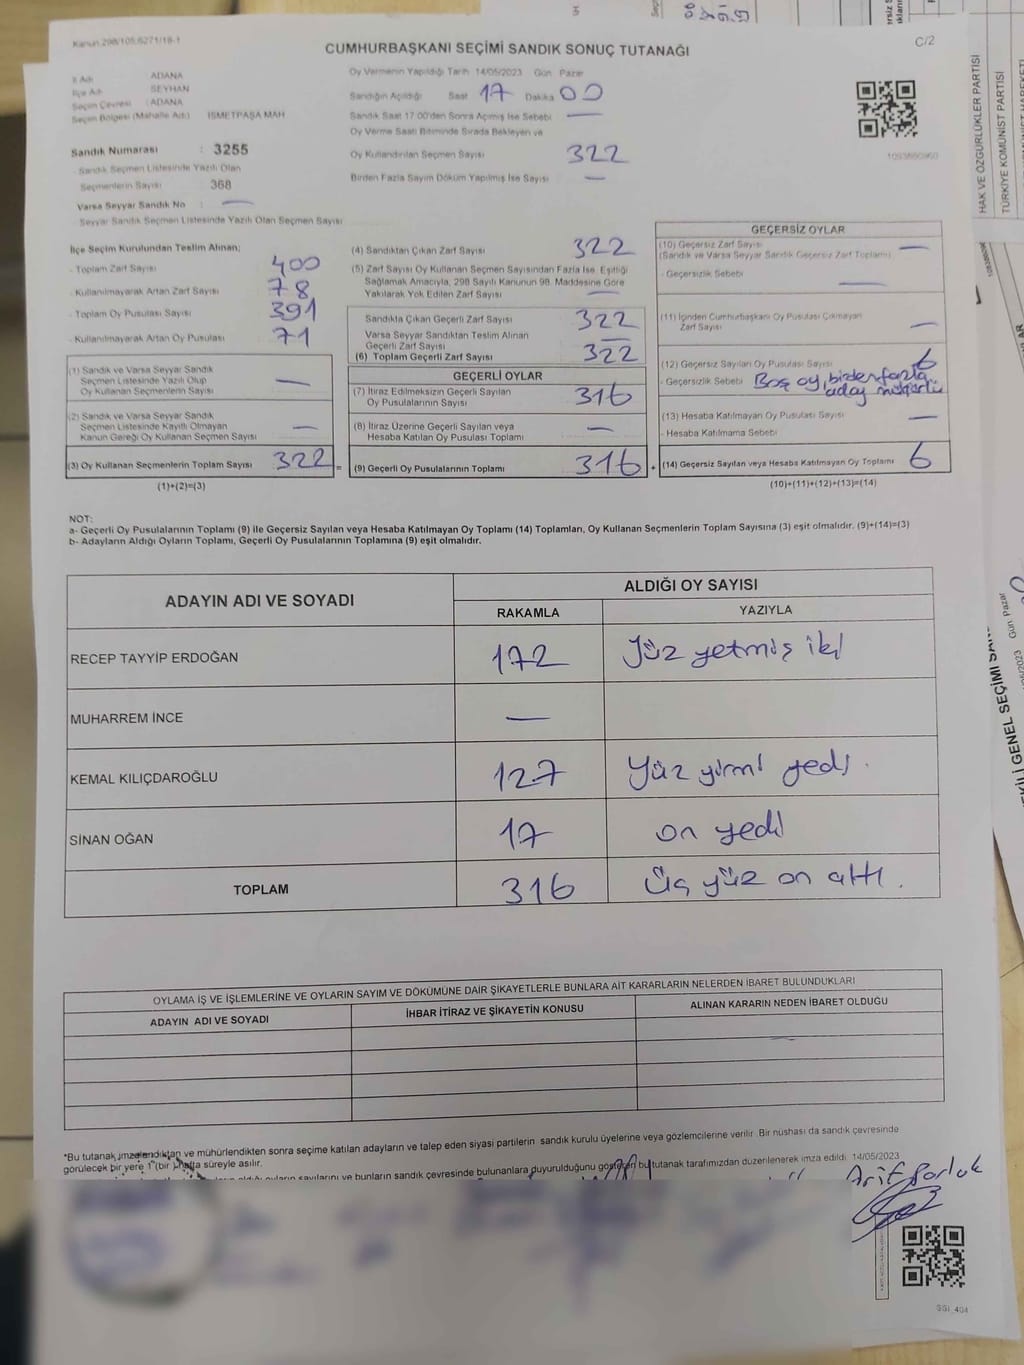 Kanun 298/105;6271/18-1
C/2
CUMHURBAŞKANI SEÇİMİ SANDIK SONUÇ TUTANAĞI
İl Adı : ADANA
İlçe Adı : SEYHAN
Seçim Çevresi : ADANA
Seçim Bölgesi (Mahalle Adı) : İSMETPAŞA MAH
Sandık Numarası : 3255
- Sandık Seçmen Listesinde Yazılı Olan
Seçmenlerin Sayısı : 368
Varsa Seyyar Sandık No : —
- Seyyar Sandık Seçmen Listesinde Yazılı Olan Seçmen Sayısı
Oy Vermenin Yapıldığı Tarih 14/05/2023 Gün Pazar
Sandığın Açıldığı Saat 17 Dakika 00
Sandık Saat 17.00'den Sonra Açılmış İse Sebebi —
Oy Verme Saati Bitiminde Sırada Bekleyen ve
Oy Kullandırılan Seçmen Sayısı 322
Birden Fazla Sayım Döküm Yapılmış İse Sayısı —
1093880960
İlçe Seçim Kurulundan Teslim Alınan;
- Toplam Zarf Sayısı 400
- Kullanılmayarak Artan Zarf Sayısı 78
- Toplam Oy Pusulası Sayısı 391
- Kullanılmayarak Artan Oy Pusulası 71
(1) Sandık ve Varsa Seyyar Sandık
Seçmen Listesinde Yazılı Olup
Oy Kullanan Seçmenlerin Sayısı —
(2) Sandık ve Varsa Seyyar Sandık
Seçmen Listesinde Kayıtlı Olmayan
Kanun Gereği Oy Kullanan Seçmen Sayısı —
(3) Oy Kullanan Seçmenlerin Toplam Sayısı 322 =
(1)+(2)=(3)
(4) Sandıktan Çıkan Zarf Sayısı 322
(5) Zarf Sayısı Oy Kullanan Seçmen Sayısından Fazla İse, Eşitliği
Sağlamak Amacıyla, 298 Sayılı Kanunun 98. Maddesine Göre
Yakılarak Yok Edilen Zarf Sayısı —
Sandıkta Çıkan Geçerli Zarf Sayısı 322
Varsa Seyyar Sandıktan Teslim Alınan
Geçerli Zarf Sayısı —
(6) Toplam Geçerli Zarf Sayısı 322
GEÇERLİ OYLAR
(7) İtiraz Edilmeksizin Geçerli Sayılan
Oy Pusulalarının Sayısı 316
(8) İtiraz Üzerine Geçerli Sayılan veya
Hesaba Katılan Oy Pusulası Toplamı —
(9) Geçerli Oy Pusulalarının Toplamı 316 +
GEÇERSİZ OYLAR
(10) Geçersiz Zarf Sayısı —
(Sandık ve Varsa Seyyar Sandık Geçersiz Zarf Toplamı)
- Geçersizlik Sebebi —
(11) İçinden Cumhurbaşkanı Oy Pusulası Çıkmayan
Zarf Sayısı —
(12) Geçersiz Sayılan Oy Pusulası Sayısı 6
- Geçersizlik Sebebi Boş oy, birden fazla
aday mühürlü
(13) Hesaba Katılmayan Oy Pusulası Sayısı —
- Hesaba Katılmama Sebebi
(14) Geçersiz Sayılan veya Hesaba Katılmayan Oy Toplamı 6
(10)+(11)+(12)+(13)=(14)
NOT:
a- Geçerli Oy Pusulalarının Toplamı (9) ile Geçersiz Sayılan veya Hesaba Katılmayan Oy Toplamı (14) Toplamları, Oy Kullanan Seçmenlerin Toplam Sayısına (3) eşit olmalıdır. (9)+(14)=(3)
b- Adayların Aldığı Oyların Toplamı, Geçerli Oy Pusulalarının Toplamına (9) eşit olmalıdır.
ADAYIN ADI VE SOYADI
ALDIĞI OY SAYISI
RAKAMLA YAZIYLA
RECEP TAYYİP ERDOĞAN 172 Yüz yetmiş iki
MUHARREM İNCE —
KEMAL KILIÇDAROĞLU 127 Yüz yirmi yedi.
SİNAN OĞAN 17 on yedi
TOPLAM 316 Üç yüz on altı.
OYLAMA İŞ VE İŞLEMLERİNE VE OYLARIN SAYIM VE DÖKÜMÜNE DAİR ŞİKAYETLERLE BUNLARA AİT KARARLARIN NELERDEN İBARET BULUNDUKLARI
ADAYIN ADI VE SOYADI İHBAR İTİRAZ VE ŞİKAYETİN KONUSU ALINAN KARARIN NEDEN İBARET OLDUĞU
*Bu tutanak imzalandıktan ve mühürlendikten sonra seçime katılan adayların ve talep eden siyasi partilerin sandık kurulu üyelerine veya gözlemcilerine verilir. Bir nüshası da sandık çevresinde
görülecek bir yere 1 (bir) hafta süreyle asılır.
aldığı oyların sayılarını ve bunların sandık çevresinde bulunanlara duyurulduğunu gösteren bu tutanak tarafımızdan düzenlenerek imza edildi. 14/05/2023
Arif
SGI_404
HAK VE ÖZGÜRLÜKLER PARTİSİ
TÜRKİYE KOMÜNİST PARTİSİ
Gün: Pazar
GENEL SEÇİMİ